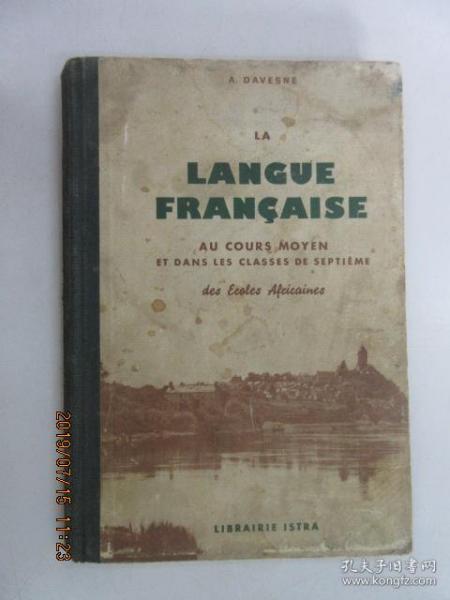 A. DAVESNE
LA
LANGUE
FRANÇAISE
AU COURS MOYEN
ET DANS LES CLASSES DE SEPTIÈME
des Ecoles Africaines
LIBRAIRIE ISTRA
2019/07/15 11:23
孔夫子旧书网
www.kongfz.com